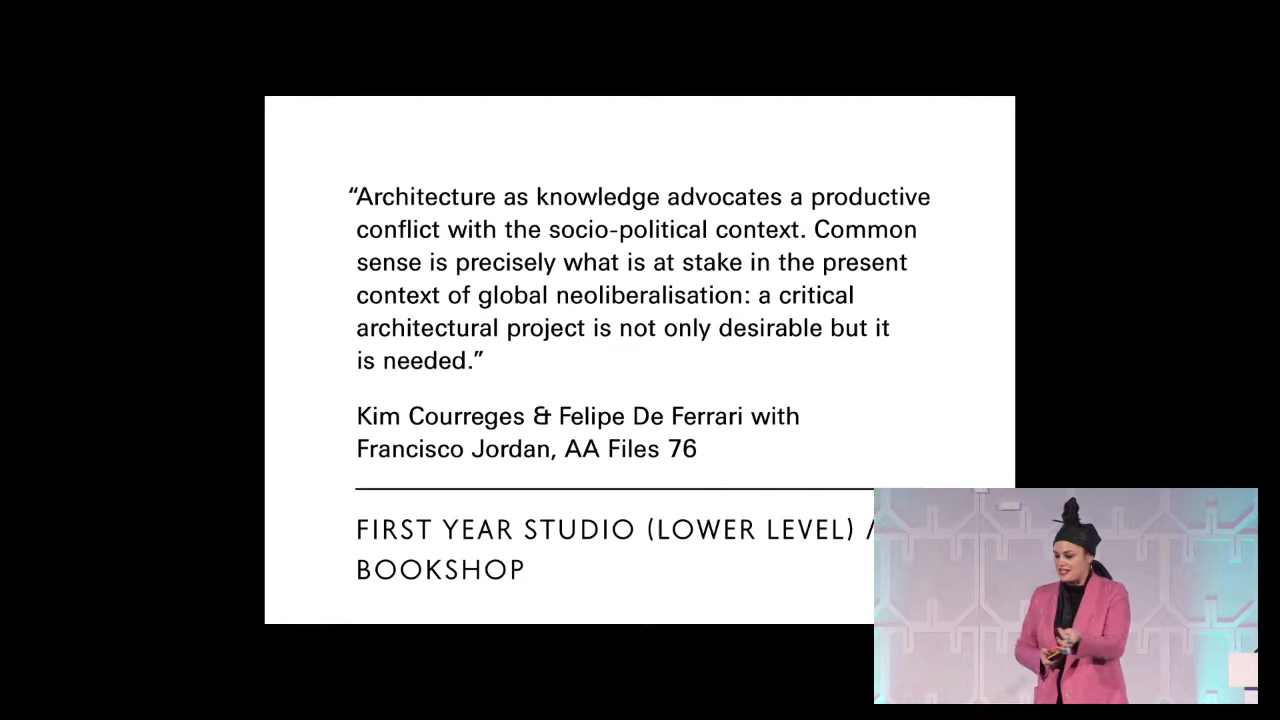 “Architecture as knowledge advocates a productive
conflict with the socio-political context. Common
sense is precisely what is at stake in the present
context of global neoliberalisation: a critical
architectural project is not only desirable but it
is needed.”
Kim Courreges & Felipe De Ferrari with
Francisco Jordan, AA Files 76
FIRST YEAR STUDIO (LOWER LEVEL) /
BOOKSHOP